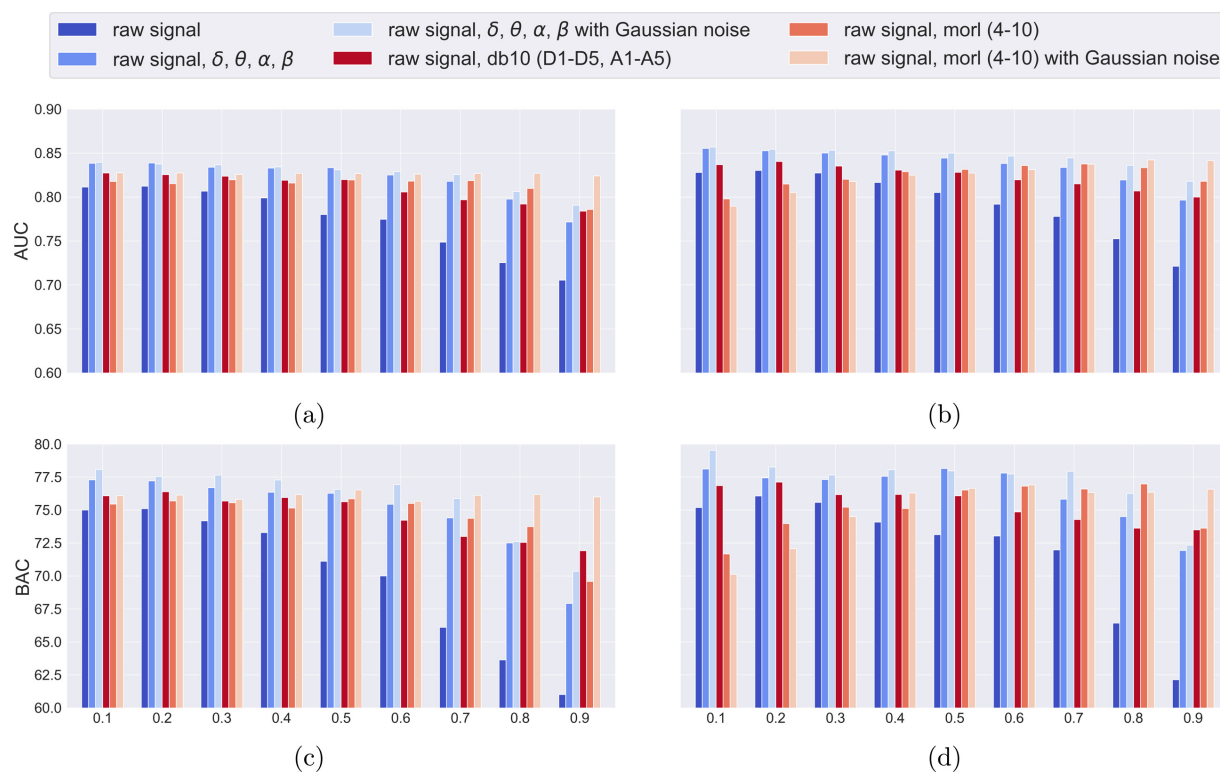 raw signal
raw signal, δ, θ, α, β
raw signal, δ, θ, α, β with Gaussian noise
raw signal, db10 (D1-D5, A1-A5)
raw signal, morl (4-10)
raw signal, morl (4-10) with Gaussian noise
AUC
0.90
0.85
0.80
0.75
0.70
0.65
0.60
(a)
(b)
BAC
80.0
77.5
75.0
72.5
70.0
67.5
65.0
62.5
60.0
0.1 0.2 0.3 0.4 0.5 0.6 0.7 0.8 0.9
0.1 0.2 0.3 0.4 0.5 0.6 0.7 0.8 0.9
(c)
(d)